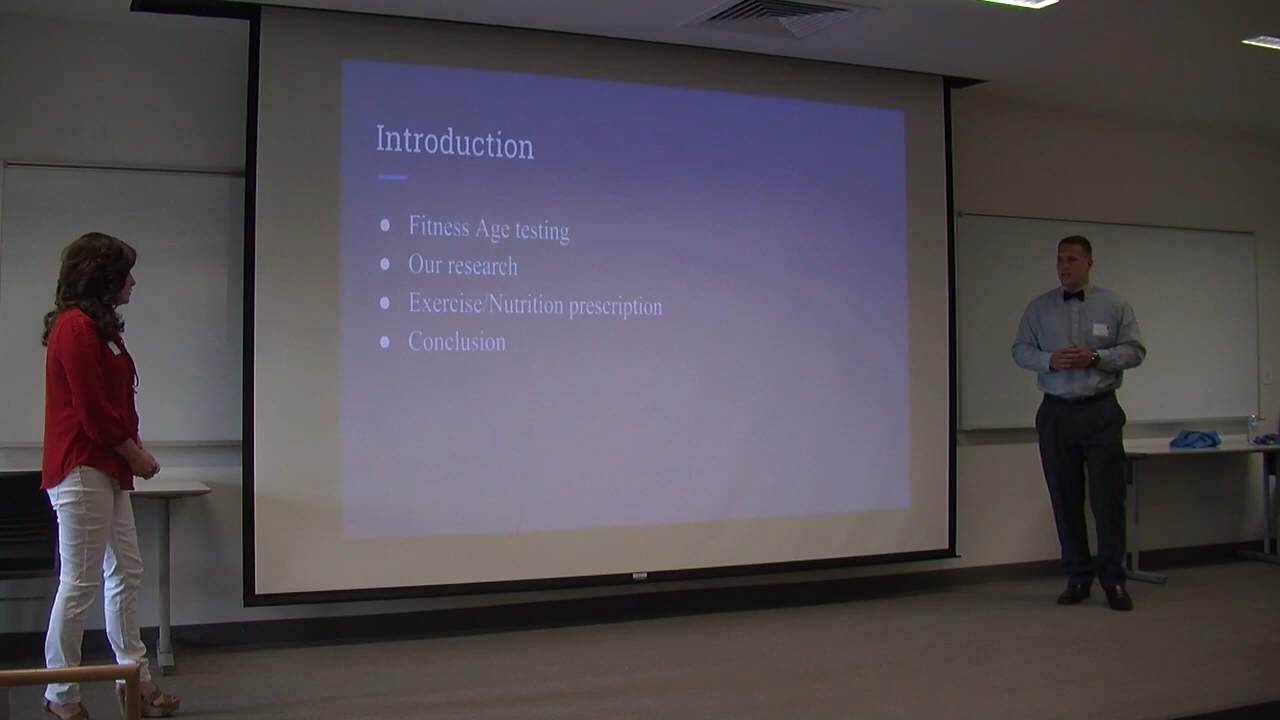 Introduction
Fitness Age testing
Our research
Exercise/Nutrition prescription
Conclusion